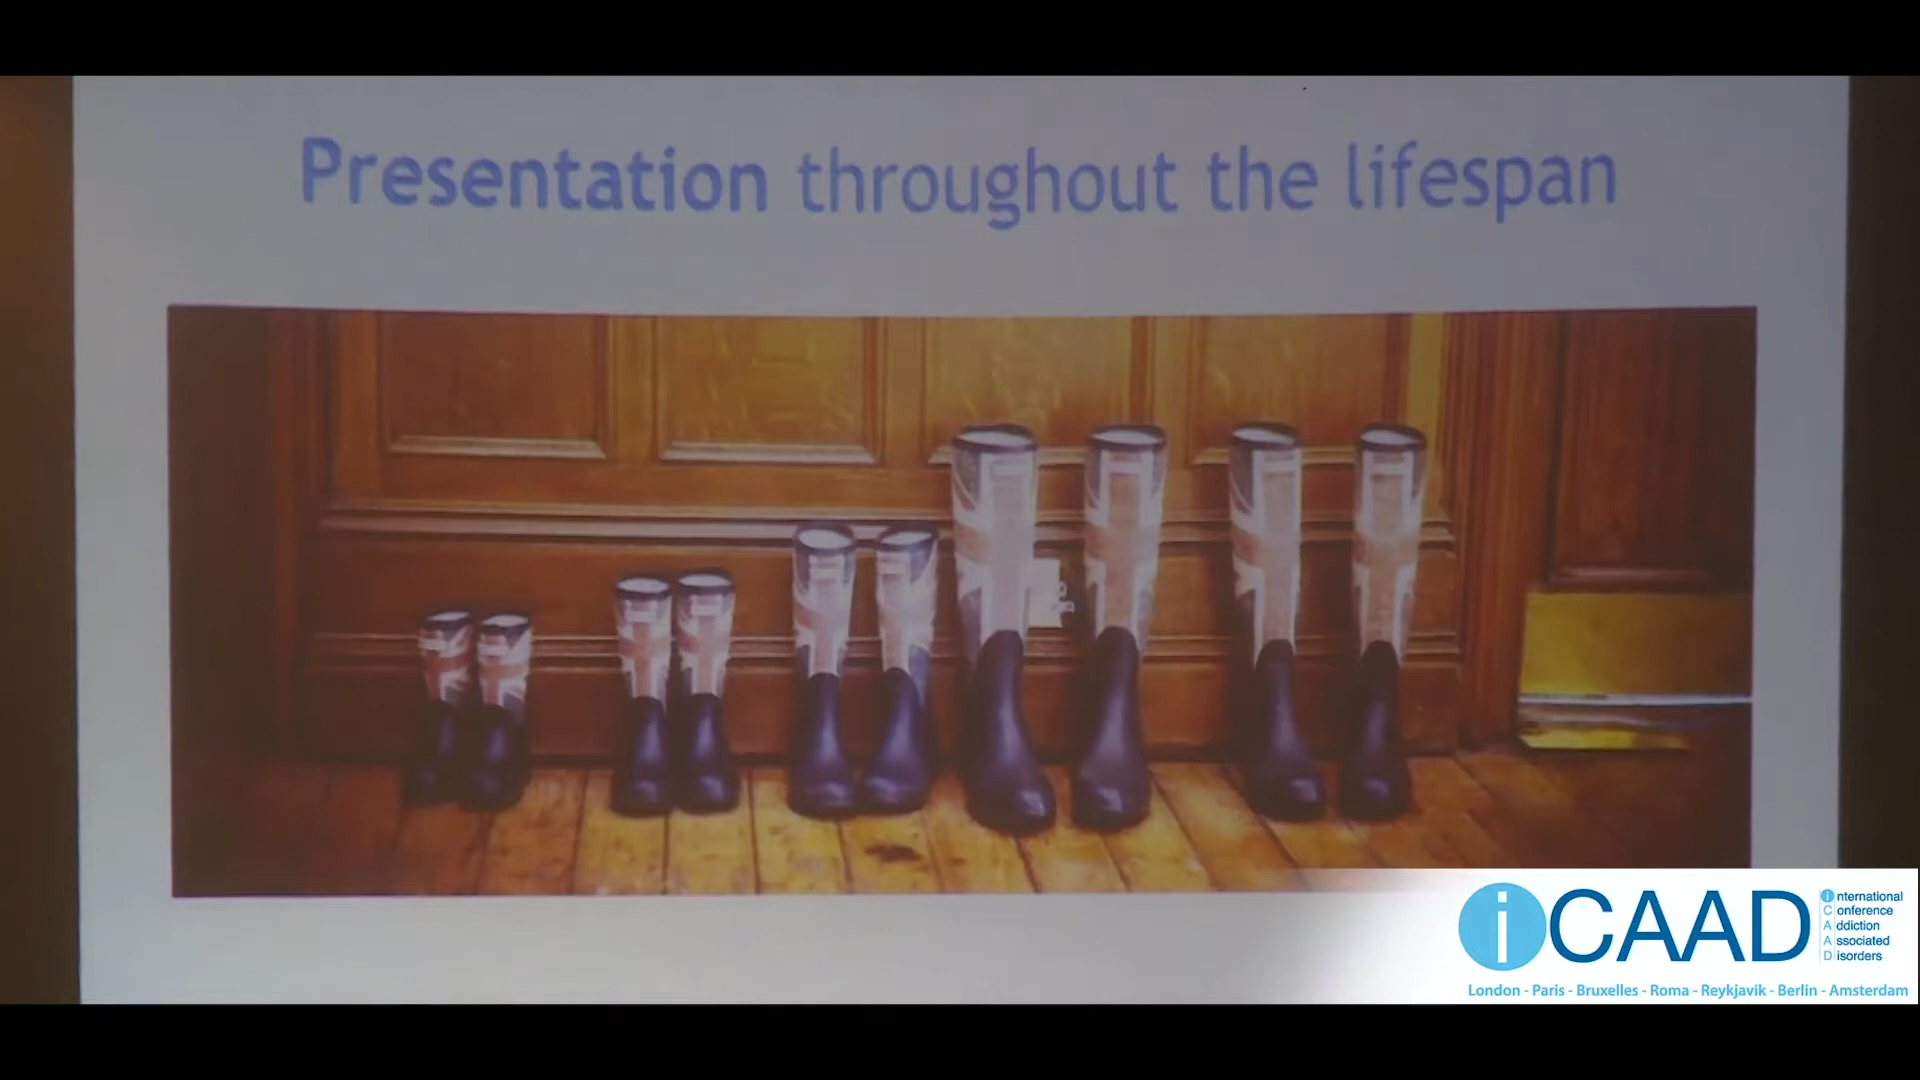 Presentation throughout the lifespan
iCAAD
international
Conference
Addiction
Associated
Disorders
London - Paris - Bruxelles - Roma - Reykjavik - Berlin - Amsterdam